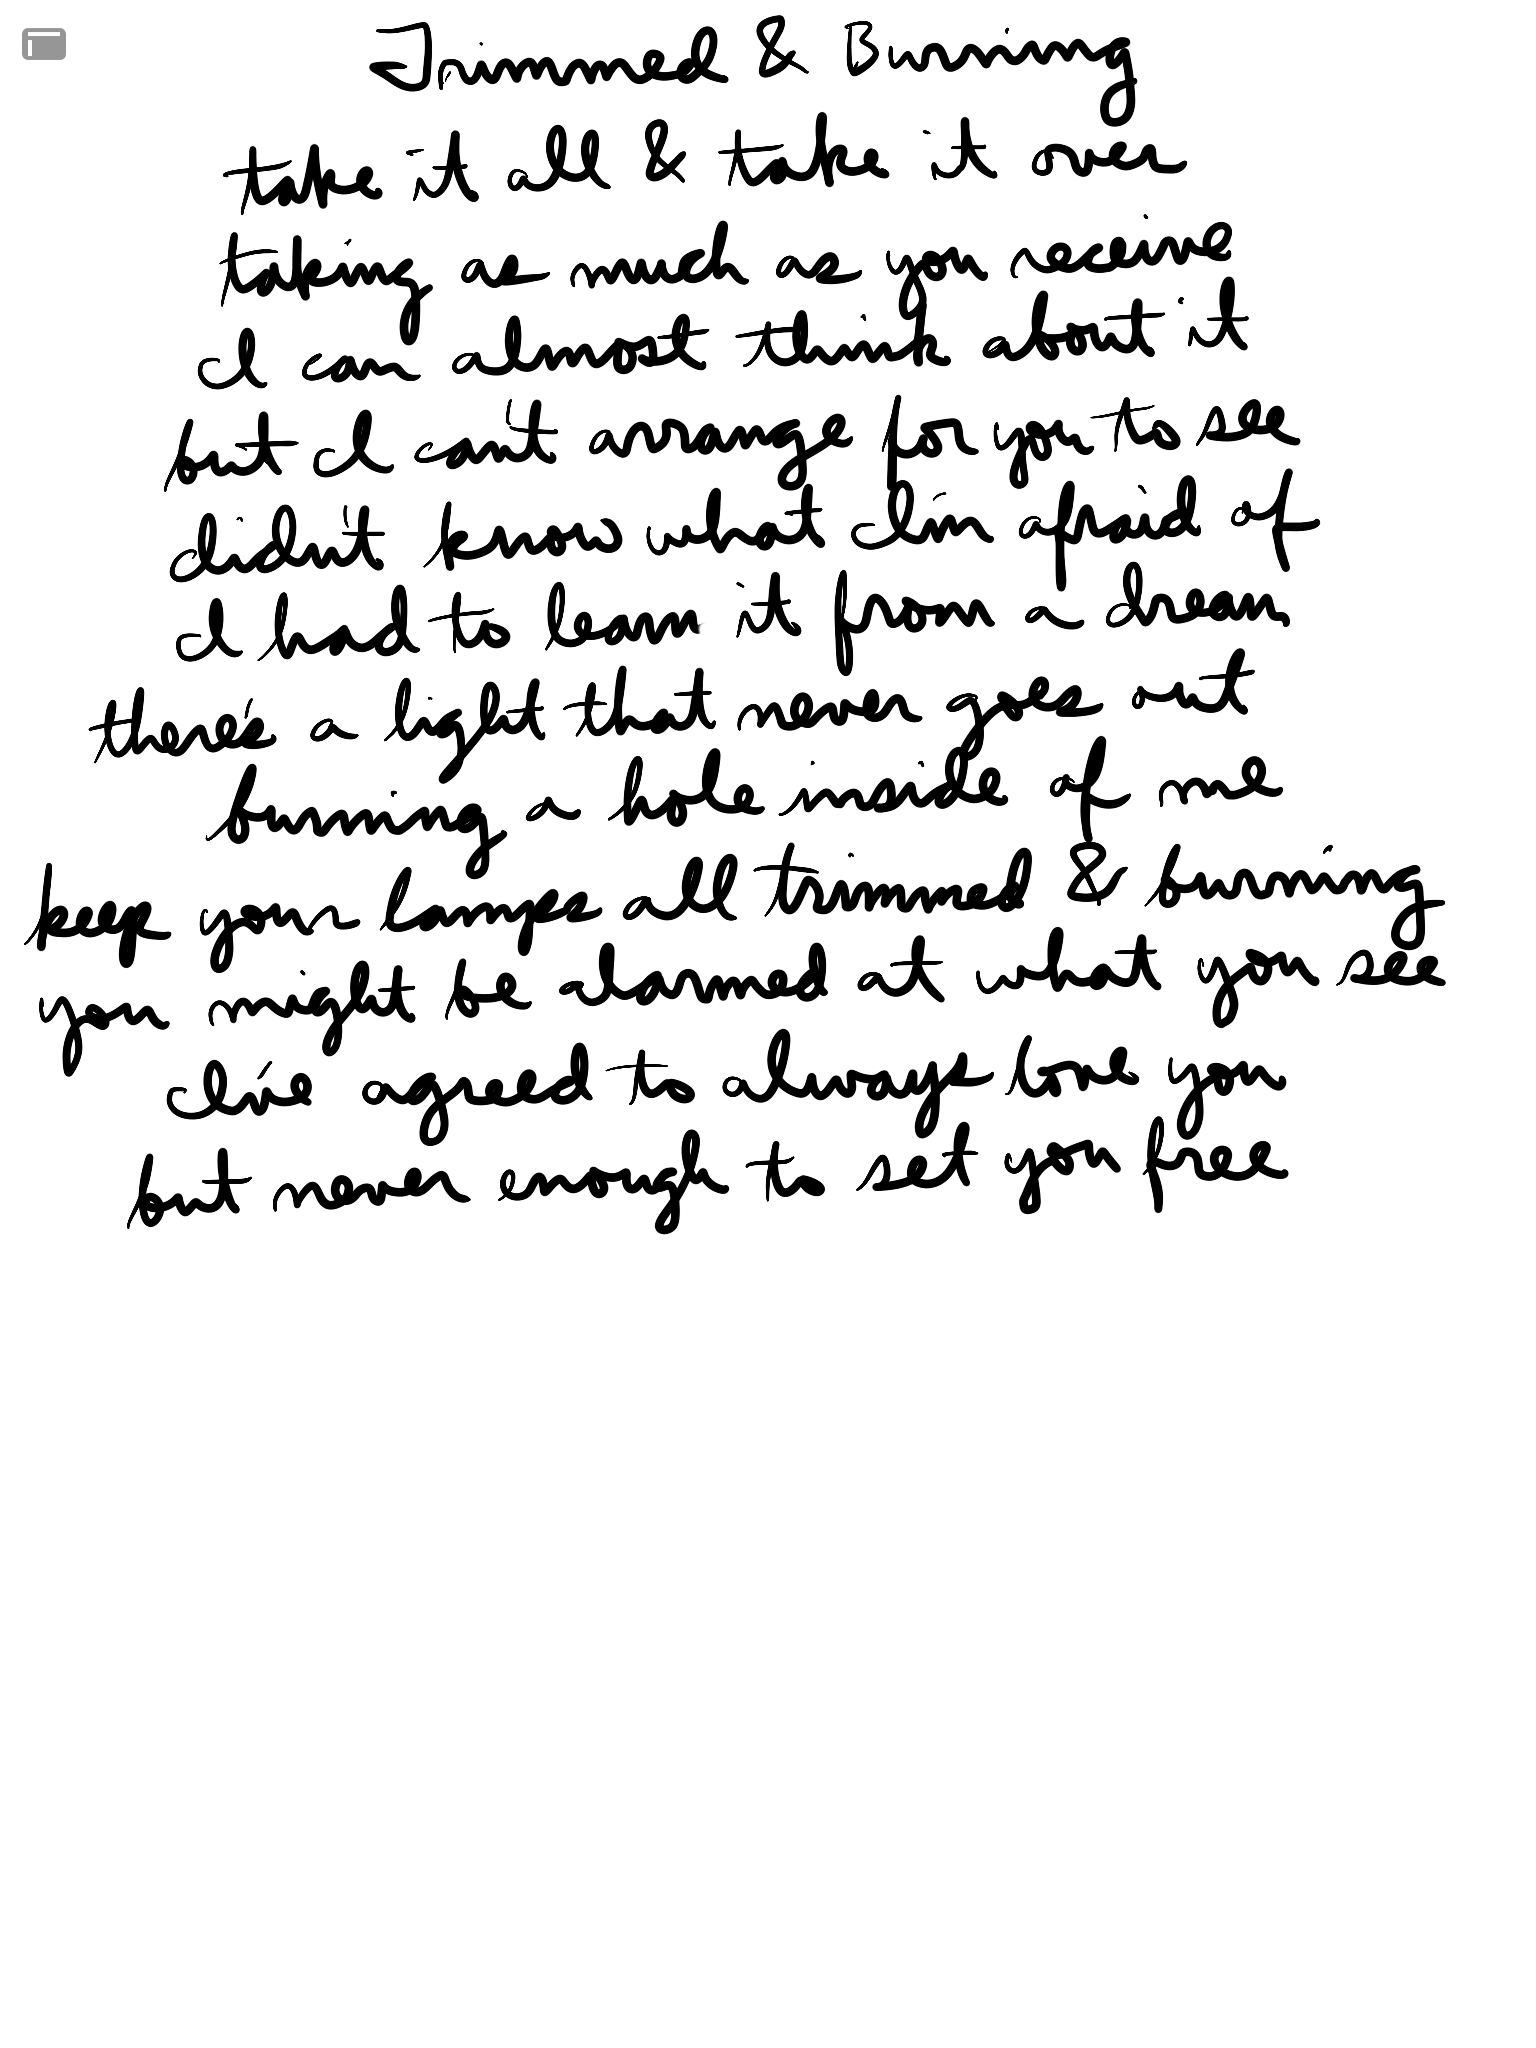 Trimmed & Burning
take it all & take it over
taking as much as you receive
I can almost think about it
but I can't arrange for you to see
didn't know what I'm afraid of
I had to learn it from a dream
there's a light that never goes out
burning a hole inside of me
keep your lamps all trimmed & burning
you might be alarmed at what you see
I've agreed to always love you
but never enough to set you free